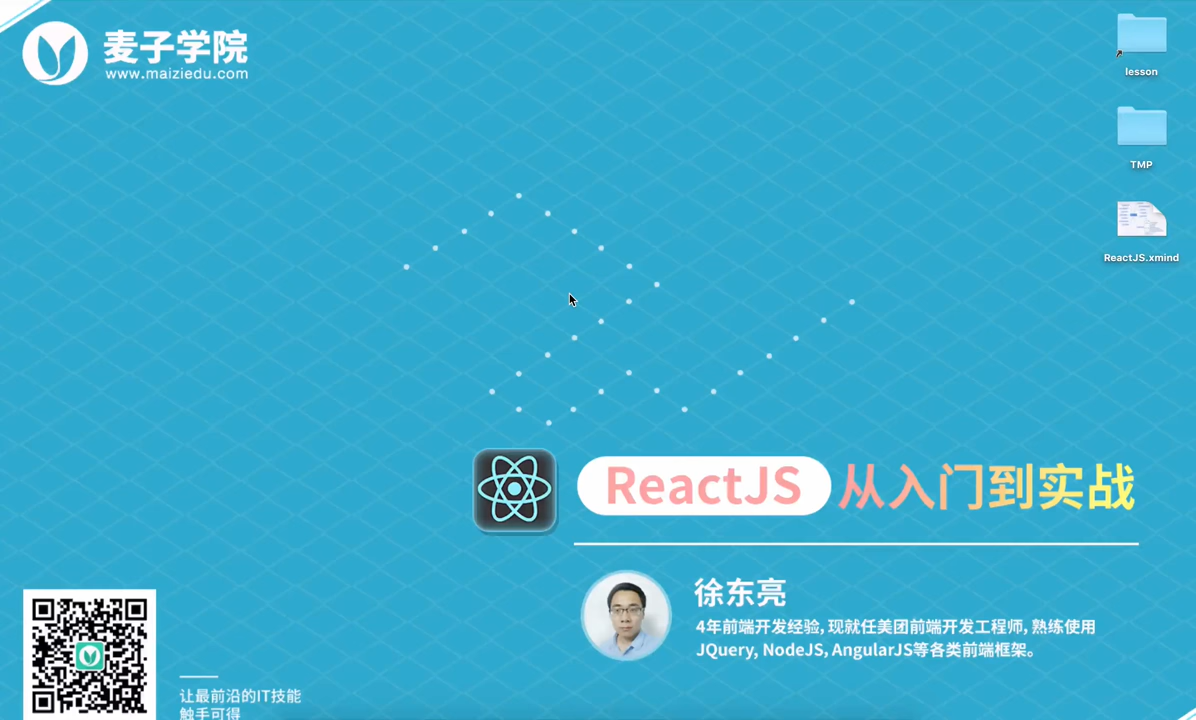 麦子学院
www.maiziedu.com
lesson
TMP
ReactJS.xmind
ReactJS 从入门到实战
徐东亮
4年前端开发经验, 现就任美团前端开发工程师, 熟练使用
JQuery, NodeJS, AngularJS等各类前端框架。
让最前沿的IT技能
触手可得